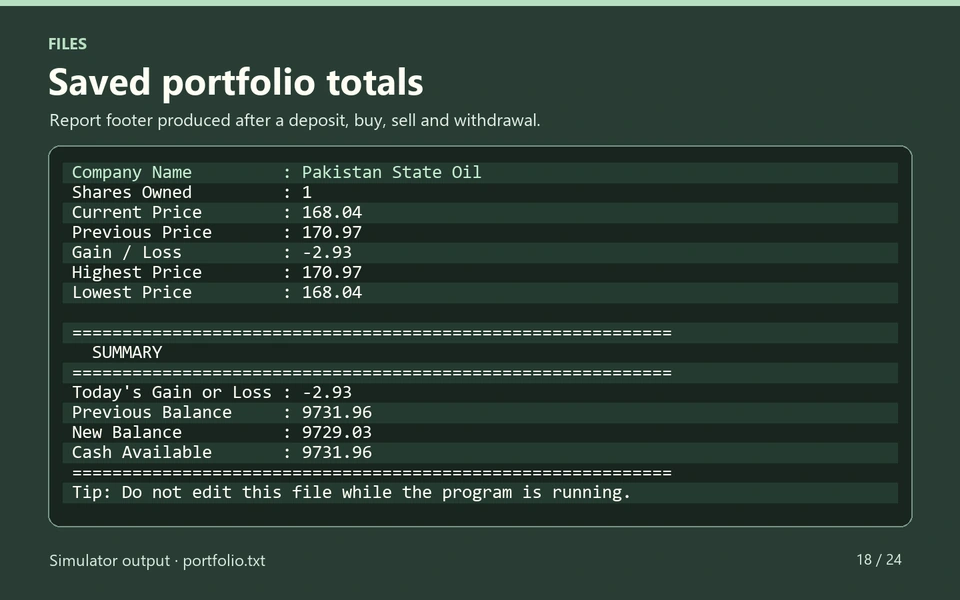 FILES
Saved portfolio totals
Report footer produced after a deposit, buy, sell and withdrawal.
Company Name         : Pakistan State Oil
Shares Owned         : 1
Current Price        : 168.04
Previous Price       : 170.97
Gain / Loss          : -2.93
Highest Price        : 170.97
Lowest Price         : 168.04
============================================================
  SUMMARY
============================================================
Today's Gain or Loss : -2.93
Previous Balance     : 9731.96
New Balance          : 9729.03
Cash Available       : 9731.96
============================================================
Tip: Do not edit this file while the program is running.
Simulator output · portfolio.txt
18 / 24